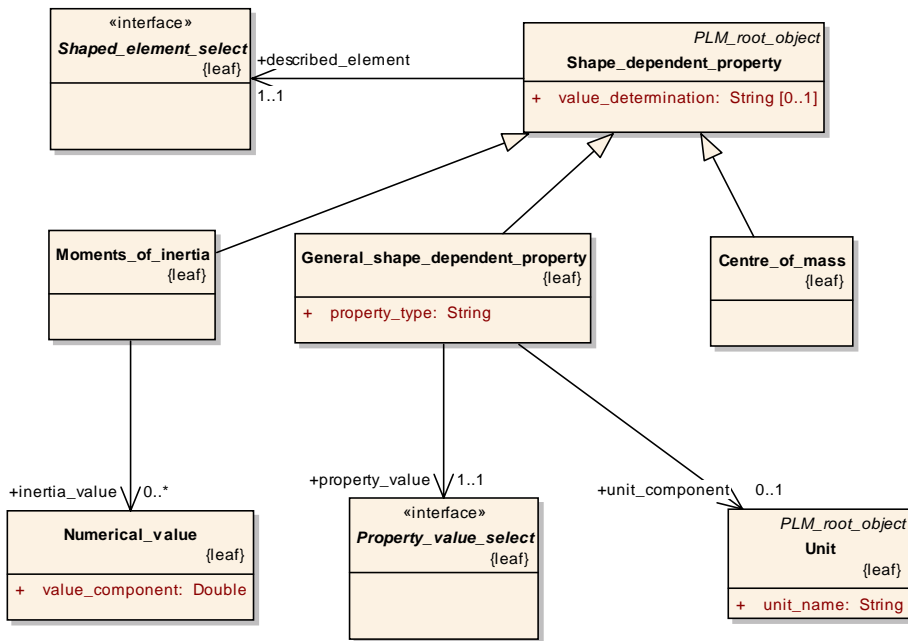 «interface»
Shaped_element_select
{leaf}
+described_element
1..1
PLM_root_object
Shape_dependent_property
+ value_determination: String [0..1]
Moments_of_inertia
{leaf}
General_shape_dependent_property
{leaf}
+ property_type: String
Centre_of_mass
{leaf}
+inertia_value 0..*
+property_value 1..1
+unit_component 0..1
Numerical_value
{leaf}
+ value_component: Double
«interface»
Property_value_select
{leaf}
PLM_root_object
Unit
{leaf}
+ unit_name: String